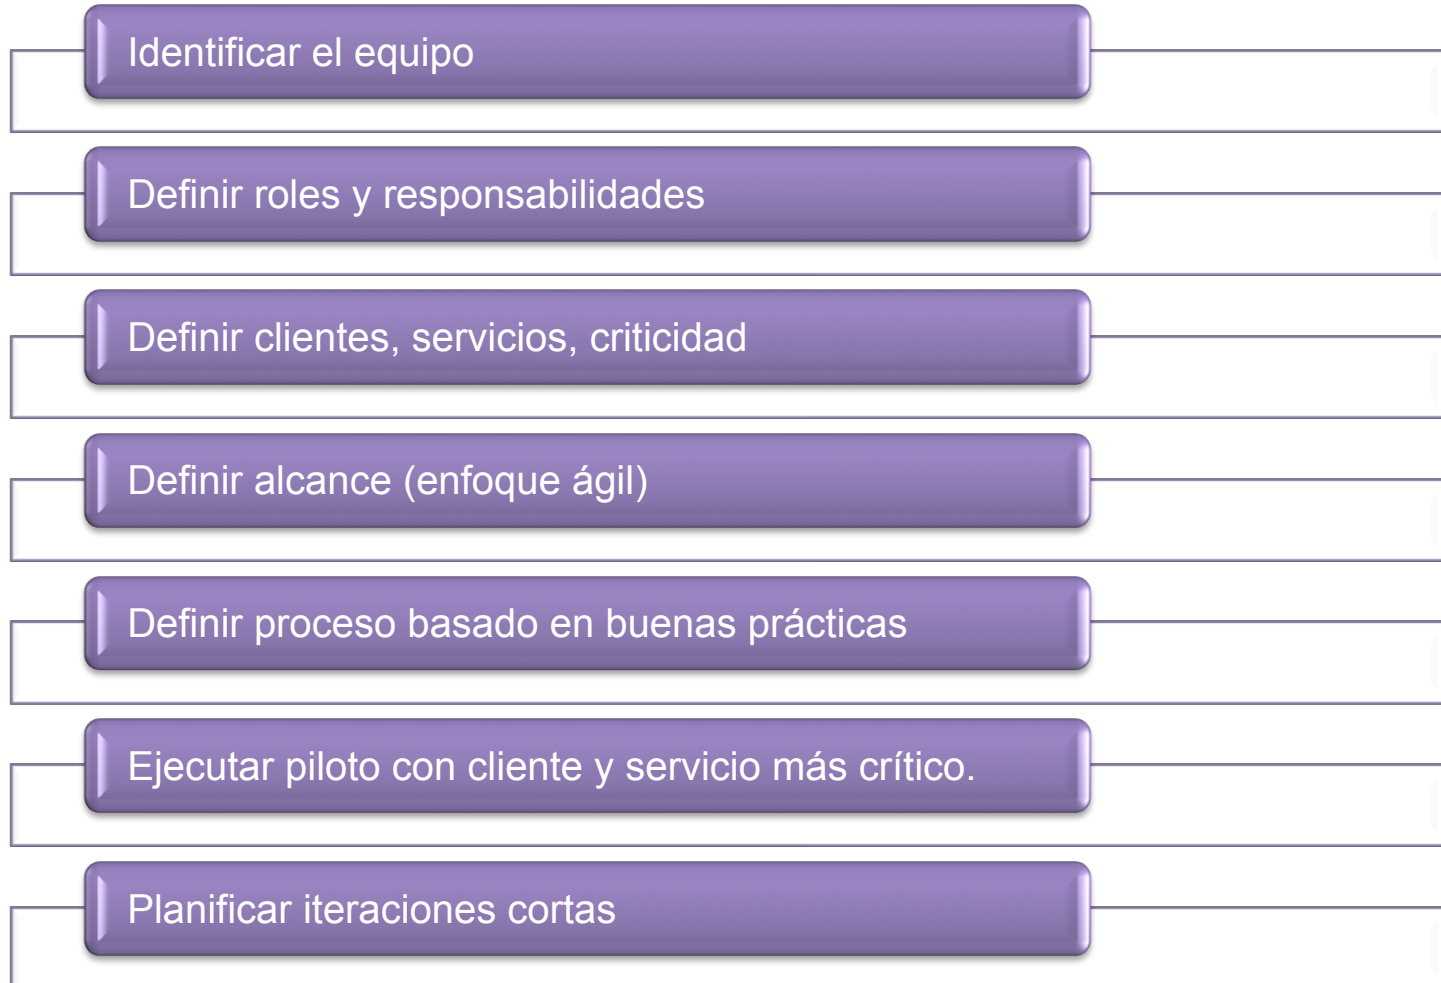 Identificar el equipo
Definir roles y responsabilidades
Definir clientes, servicios, criticidad
Definir alcance (enfoque ágil)
Definir proceso basado en buenas prácticas
Ejecutar piloto con cliente y servicio más crítico.
Planificar iteraciones cortas